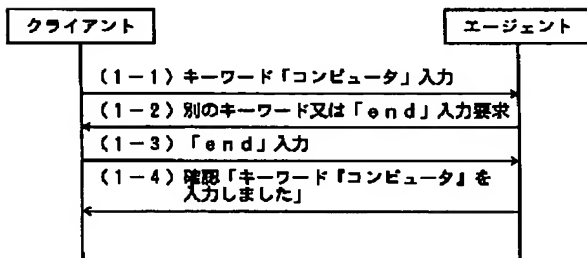 クライアント
エージェント
(1-1)キーワード「コンピュータ」入力
(1-2)別のキーワード又は「end」入力要求
(1-3)「end」入力
(1-4)確認「キーワード『コンピュータ』を
入力しました」